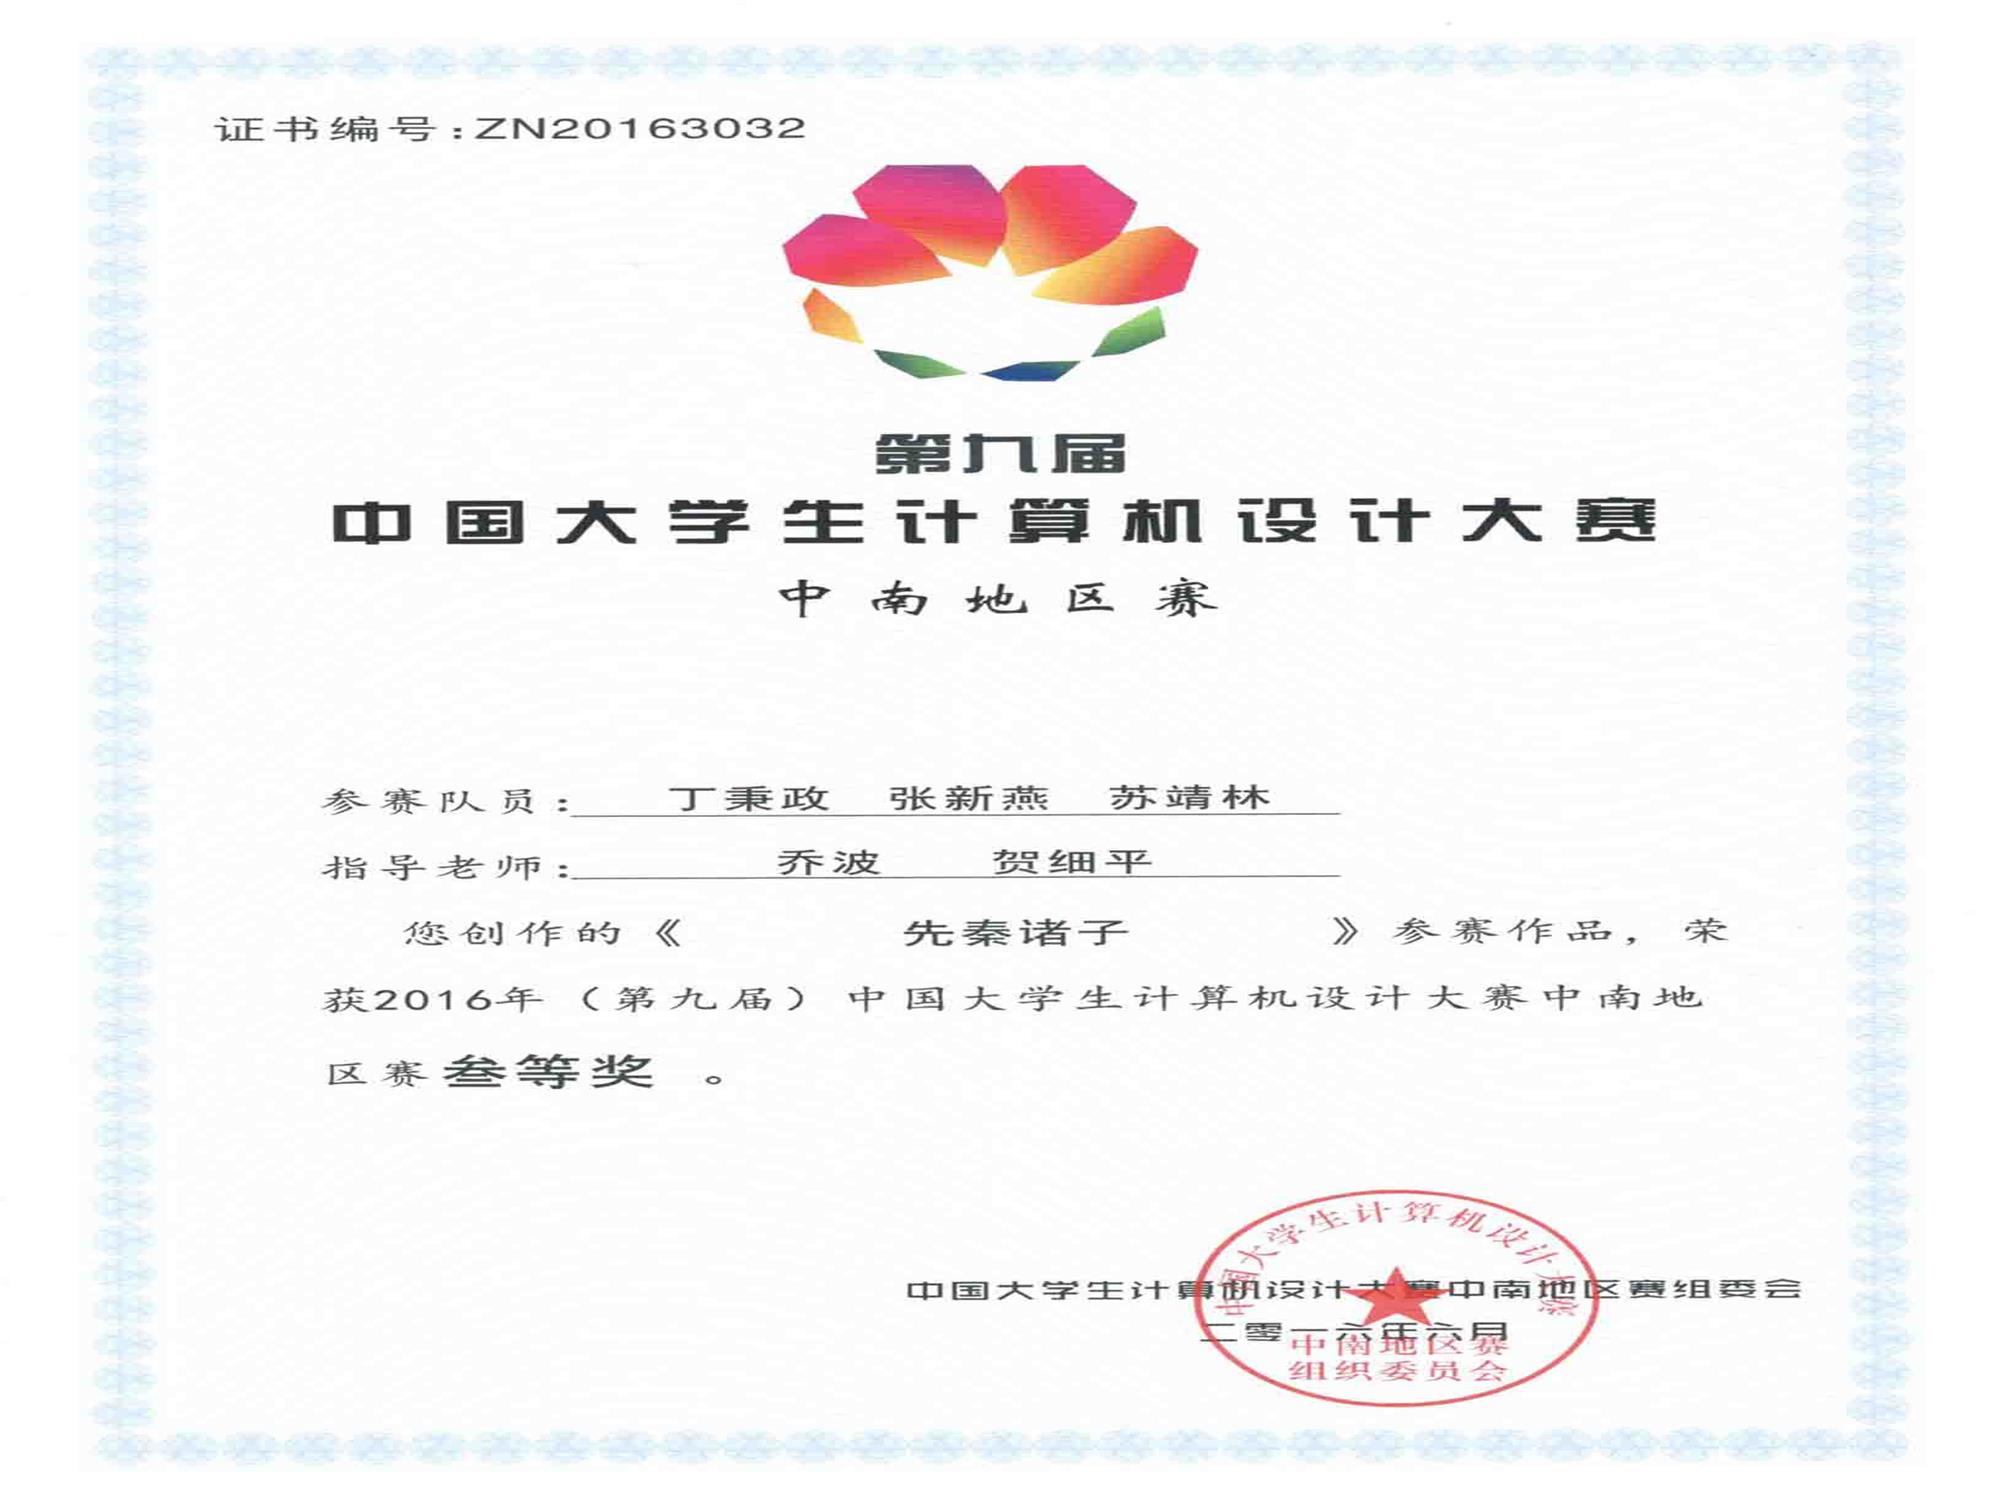 证书编号:ZN20163032
第九届
中国大学生计算机设计大赛
中南地区赛
参赛队员: 丁秉政 张新燕 苏靖林
指导老师: 乔波 贺细平
您创作的《 先秦诸子 》参赛作品，荣
获2016年（第九届）中国大学生计算机设计大赛中南地
区赛叁等奖 。
中国大学生计算机设计大赛中南地区赛组委会
二零一六年六月
中国大学生计算机设计大赛
中南地区赛
组织委员会